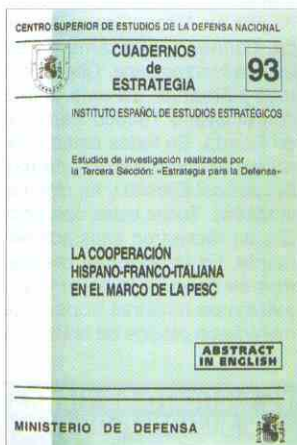 CENTRO SUPERIOR DE ESTUDIOS DE LA DEFENSA NACIONAL
CUADERNOS
de
ESTRATEGIA
93
INSTITUTO ESPAÑOL DE ESTUDIOS ESTRATÉGICOS
Estudios de investigación realizados por
la Tercera Sección: «Estrategia para la Defensa»
LA COOPERACIÓN
HISPANO-FRANCO-ITALIANA
EN EL MARCO DE LA PESC
ABSTRACT
IN ENGLISH
MINISTERIO DE DEFENSA